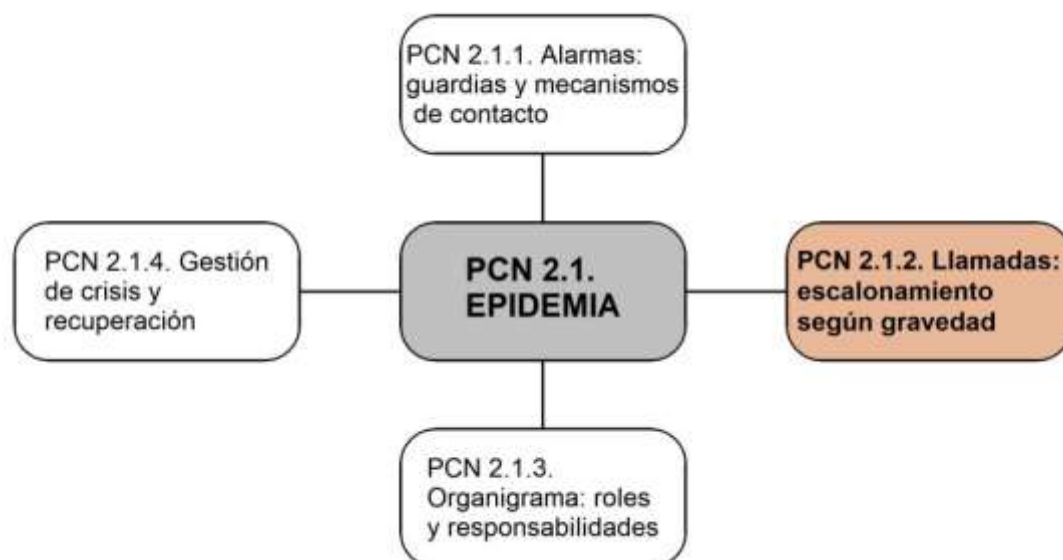 PCN 2.1.1. Alarmas:
guardias y mecanismos
de contacto
PCN 2.1.4. Gestión
de crisis y
recuperación
PCN 2.1.
EPIDEMIA
PCN 2.1.2. Llamadas:
escalonamiento
según gravedad
PCN 2.1.3.
Organigrama: roles
y responsabilidades